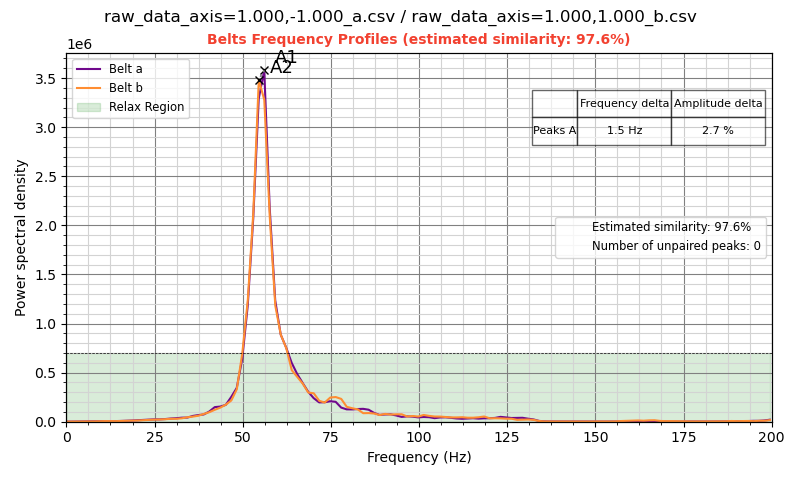 raw_data_axis=1.000,-1.000_a.csv / raw_data_axis=1.000,1.000_b.csv
Belts Frequency Profiles (estimated similarity: 97.6%)
1e6
Belt a
Belt b
Relax Region
A1
A2
Frequency delta Amplitude delta
Peaks A 1.5 Hz 2.7 %
Estimated similarity: 97.6%
Number of unpaired peaks: 0
Power spectral density
3.5
3.0
2.5
2.0
1.5
1.0
0.5
0.0
0 25 50 75 100 125 150 175 200
Frequency (Hz)